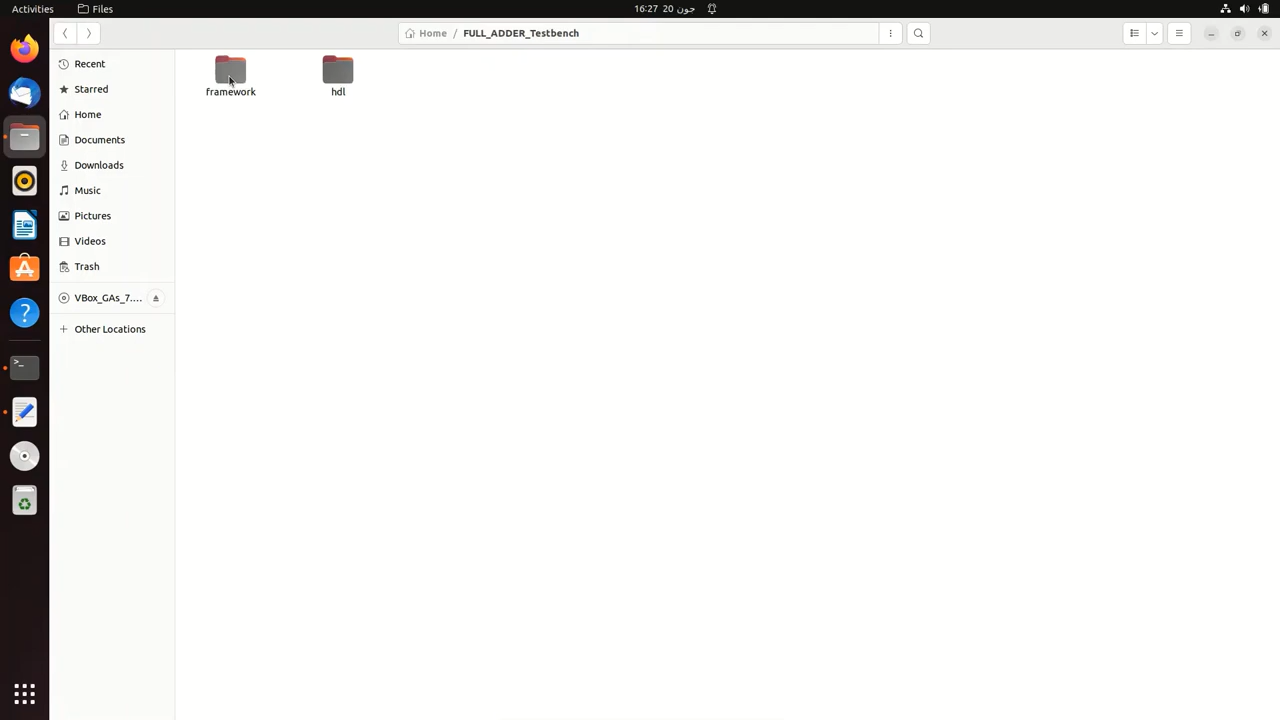 Activities
Files
16:27 20 جون
Home / FULL_ADDER_Testbench
Recent
Starred
Home
Documents
Downloads
Music
Pictures
Videos
Trash
VBox_GAs_7....
+ Other Locations
framework
hdl